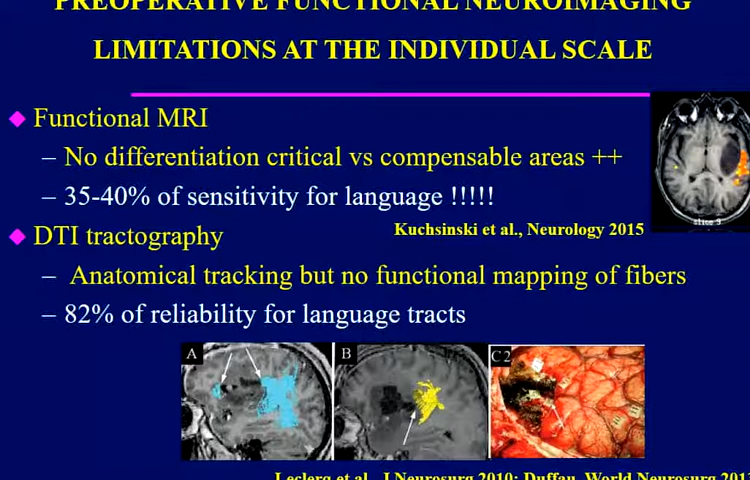 PREOPERATIVE FUNCTIONAL NEUROIMAGING
LIMITATIONS AT THE INDIVIDUAL SCALE
◆ Functional MRI
– No differentiation critical vs compensable areas ++
– 35-40% of sensitivity for language !!!!!
slice 9
Kuchsinski et al., Neurology 2015
◆ DTI tractography
– Anatomical tracking but no functional mapping of fibers
– 82% of reliability for language tracts
A B C2
Leclerq et al., J Neurosurg 2010; Duffau, World Neurosurg